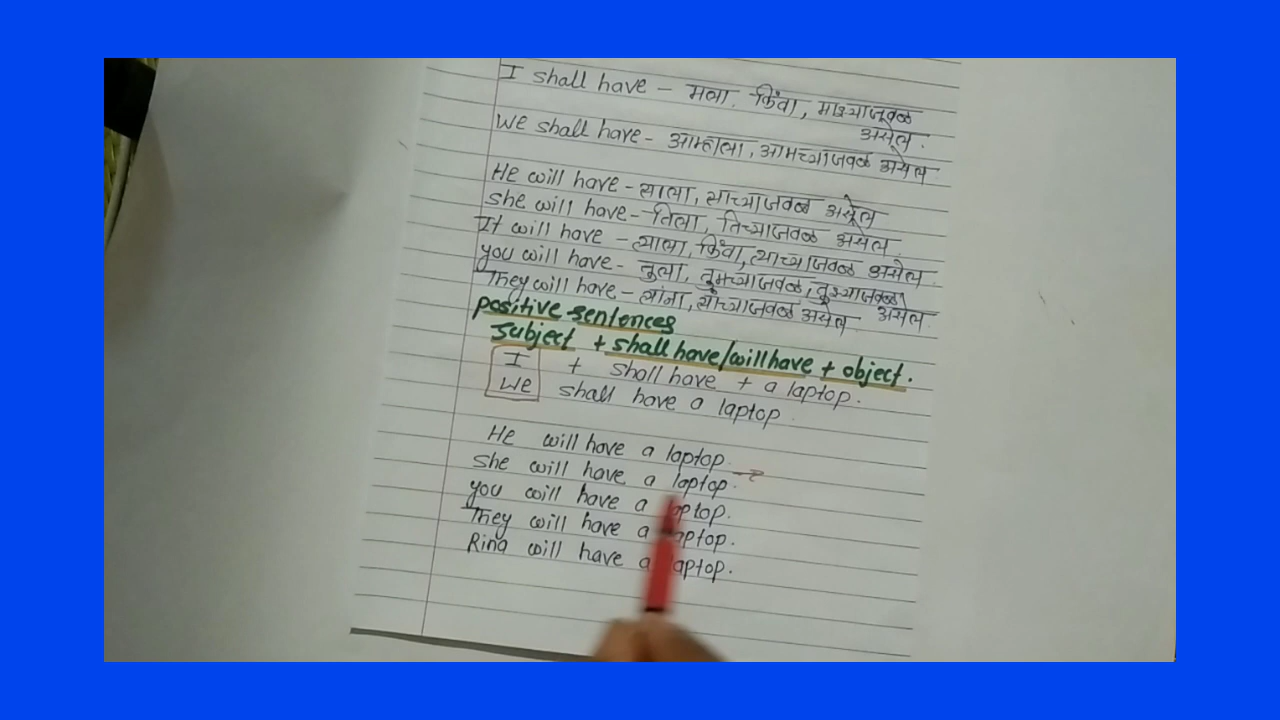 I shall have - मला. किंवा, माझ्याजवळ
असेल.
We shall have - आम्हाला, आमच्याजवळ असेल.
He will have - त्याला, त्याच्याजवळ असेल
she will have - तिला, तिच्याजवळ असेल.
It will have - त्याला, किंवा, त्याच्याजवळ असेल.
you will have - तुला, तुमच्याजवळ, तुझ्याजवळ
असेल.
They will have - त्यांना, त्यांच्याजवळ असेल.
positive sentences
subject + shall have/will have + object.
I + shall have + a laptop.
We shall have a laptop.
He will have a laptop.
she will have a laptop.
you will have a laptop.
They will have a laptop.
Rina will have a laptop.